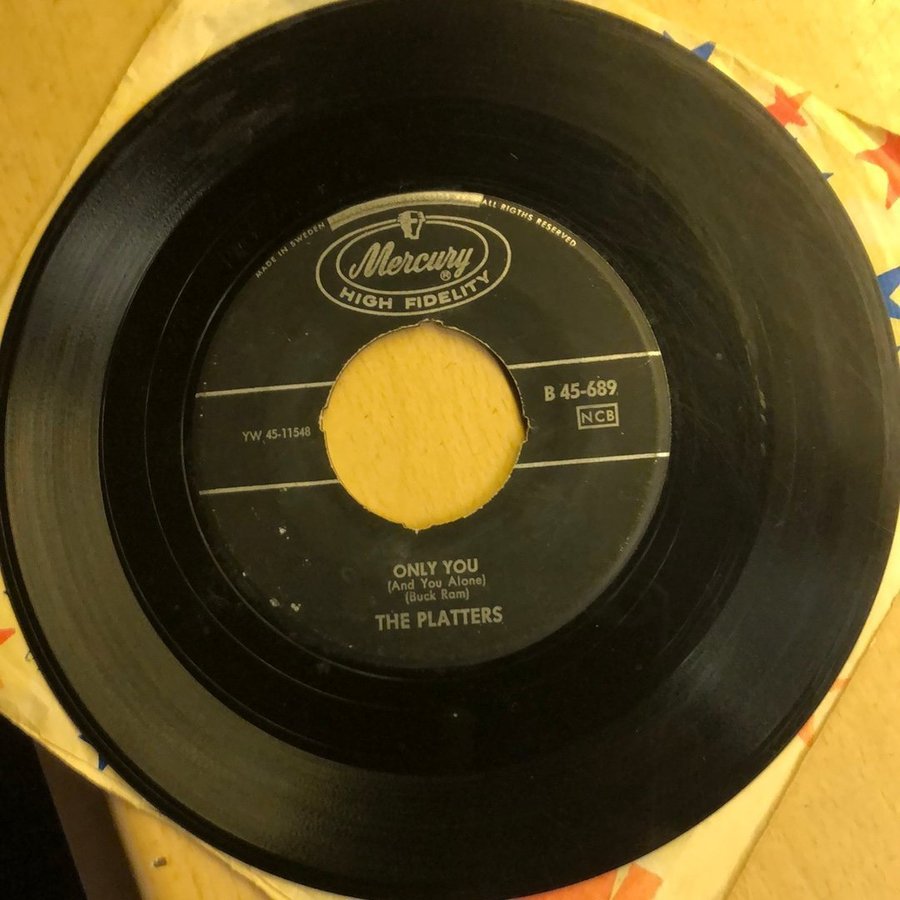 MADE IN SWEDEN
ALL RIGTHS RESERVED
Mercury
®
HIGH FIDELITY
B 45-689
NCB
YW 45-11548
ONLY YOU
(And You Alone)
(Buck Ram)
THE PLATTERS